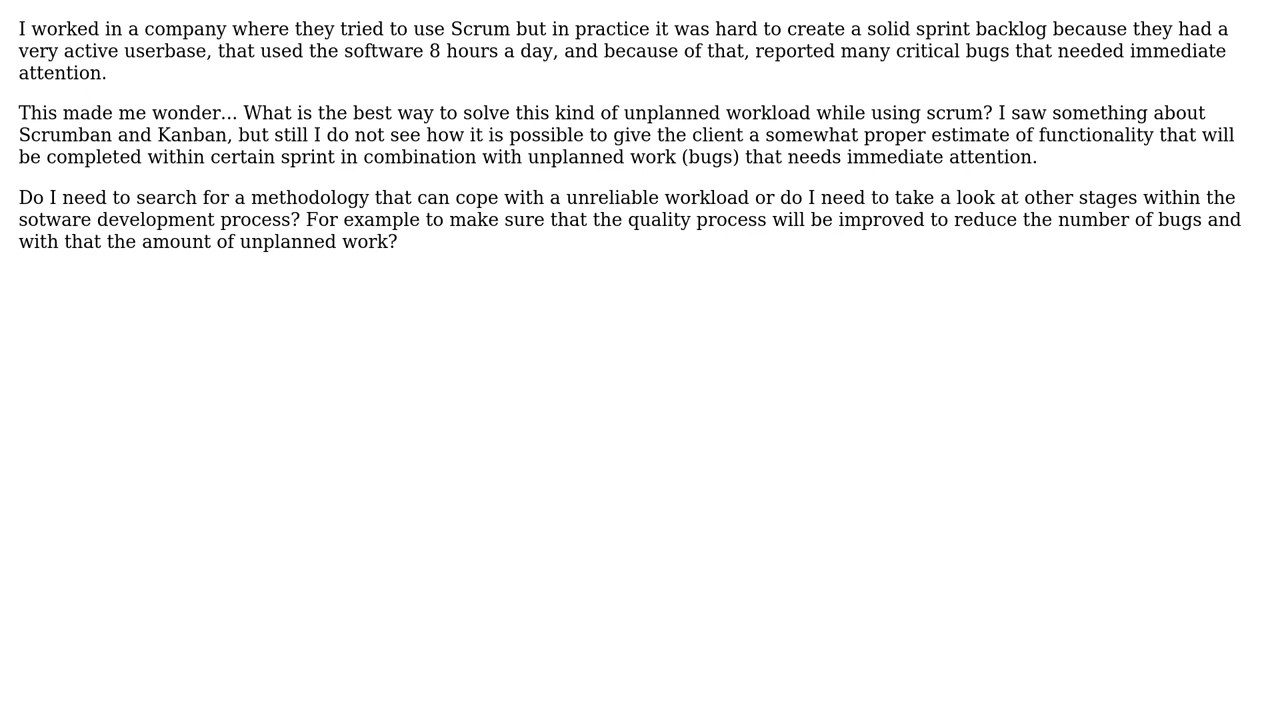 I worked in a company where they tried to use Scrum but in practice it was hard to create a solid sprint backlog because they had a
very active userbase, that used the software 8 hours a day, and because of that, reported many critical bugs that needed immediate
attention.
This made me wonder... What is the best way to solve this kind of unplanned workload while using scrum? I saw something about
Scrumban and Kanban, but still I do not see how it is possible to give the client a somewhat proper estimate of functionality that will
be completed within certain sprint in combination with unplanned work (bugs) that needs immediate attention.
Do I need to search for a methodology that can cope with a unreliable workload or do I need to take a look at other stages within the
sotware development process? For example to make sure that the quality process will be improved to reduce the number of bugs and
with that the amount of unplanned work?